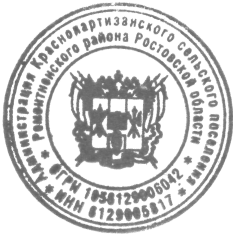 Администрация Краснопартизанского сельского поселения
Ремонтненского района Ростовской области
* ОГРН 1056129006042 *
* ИНН 6129005817 *